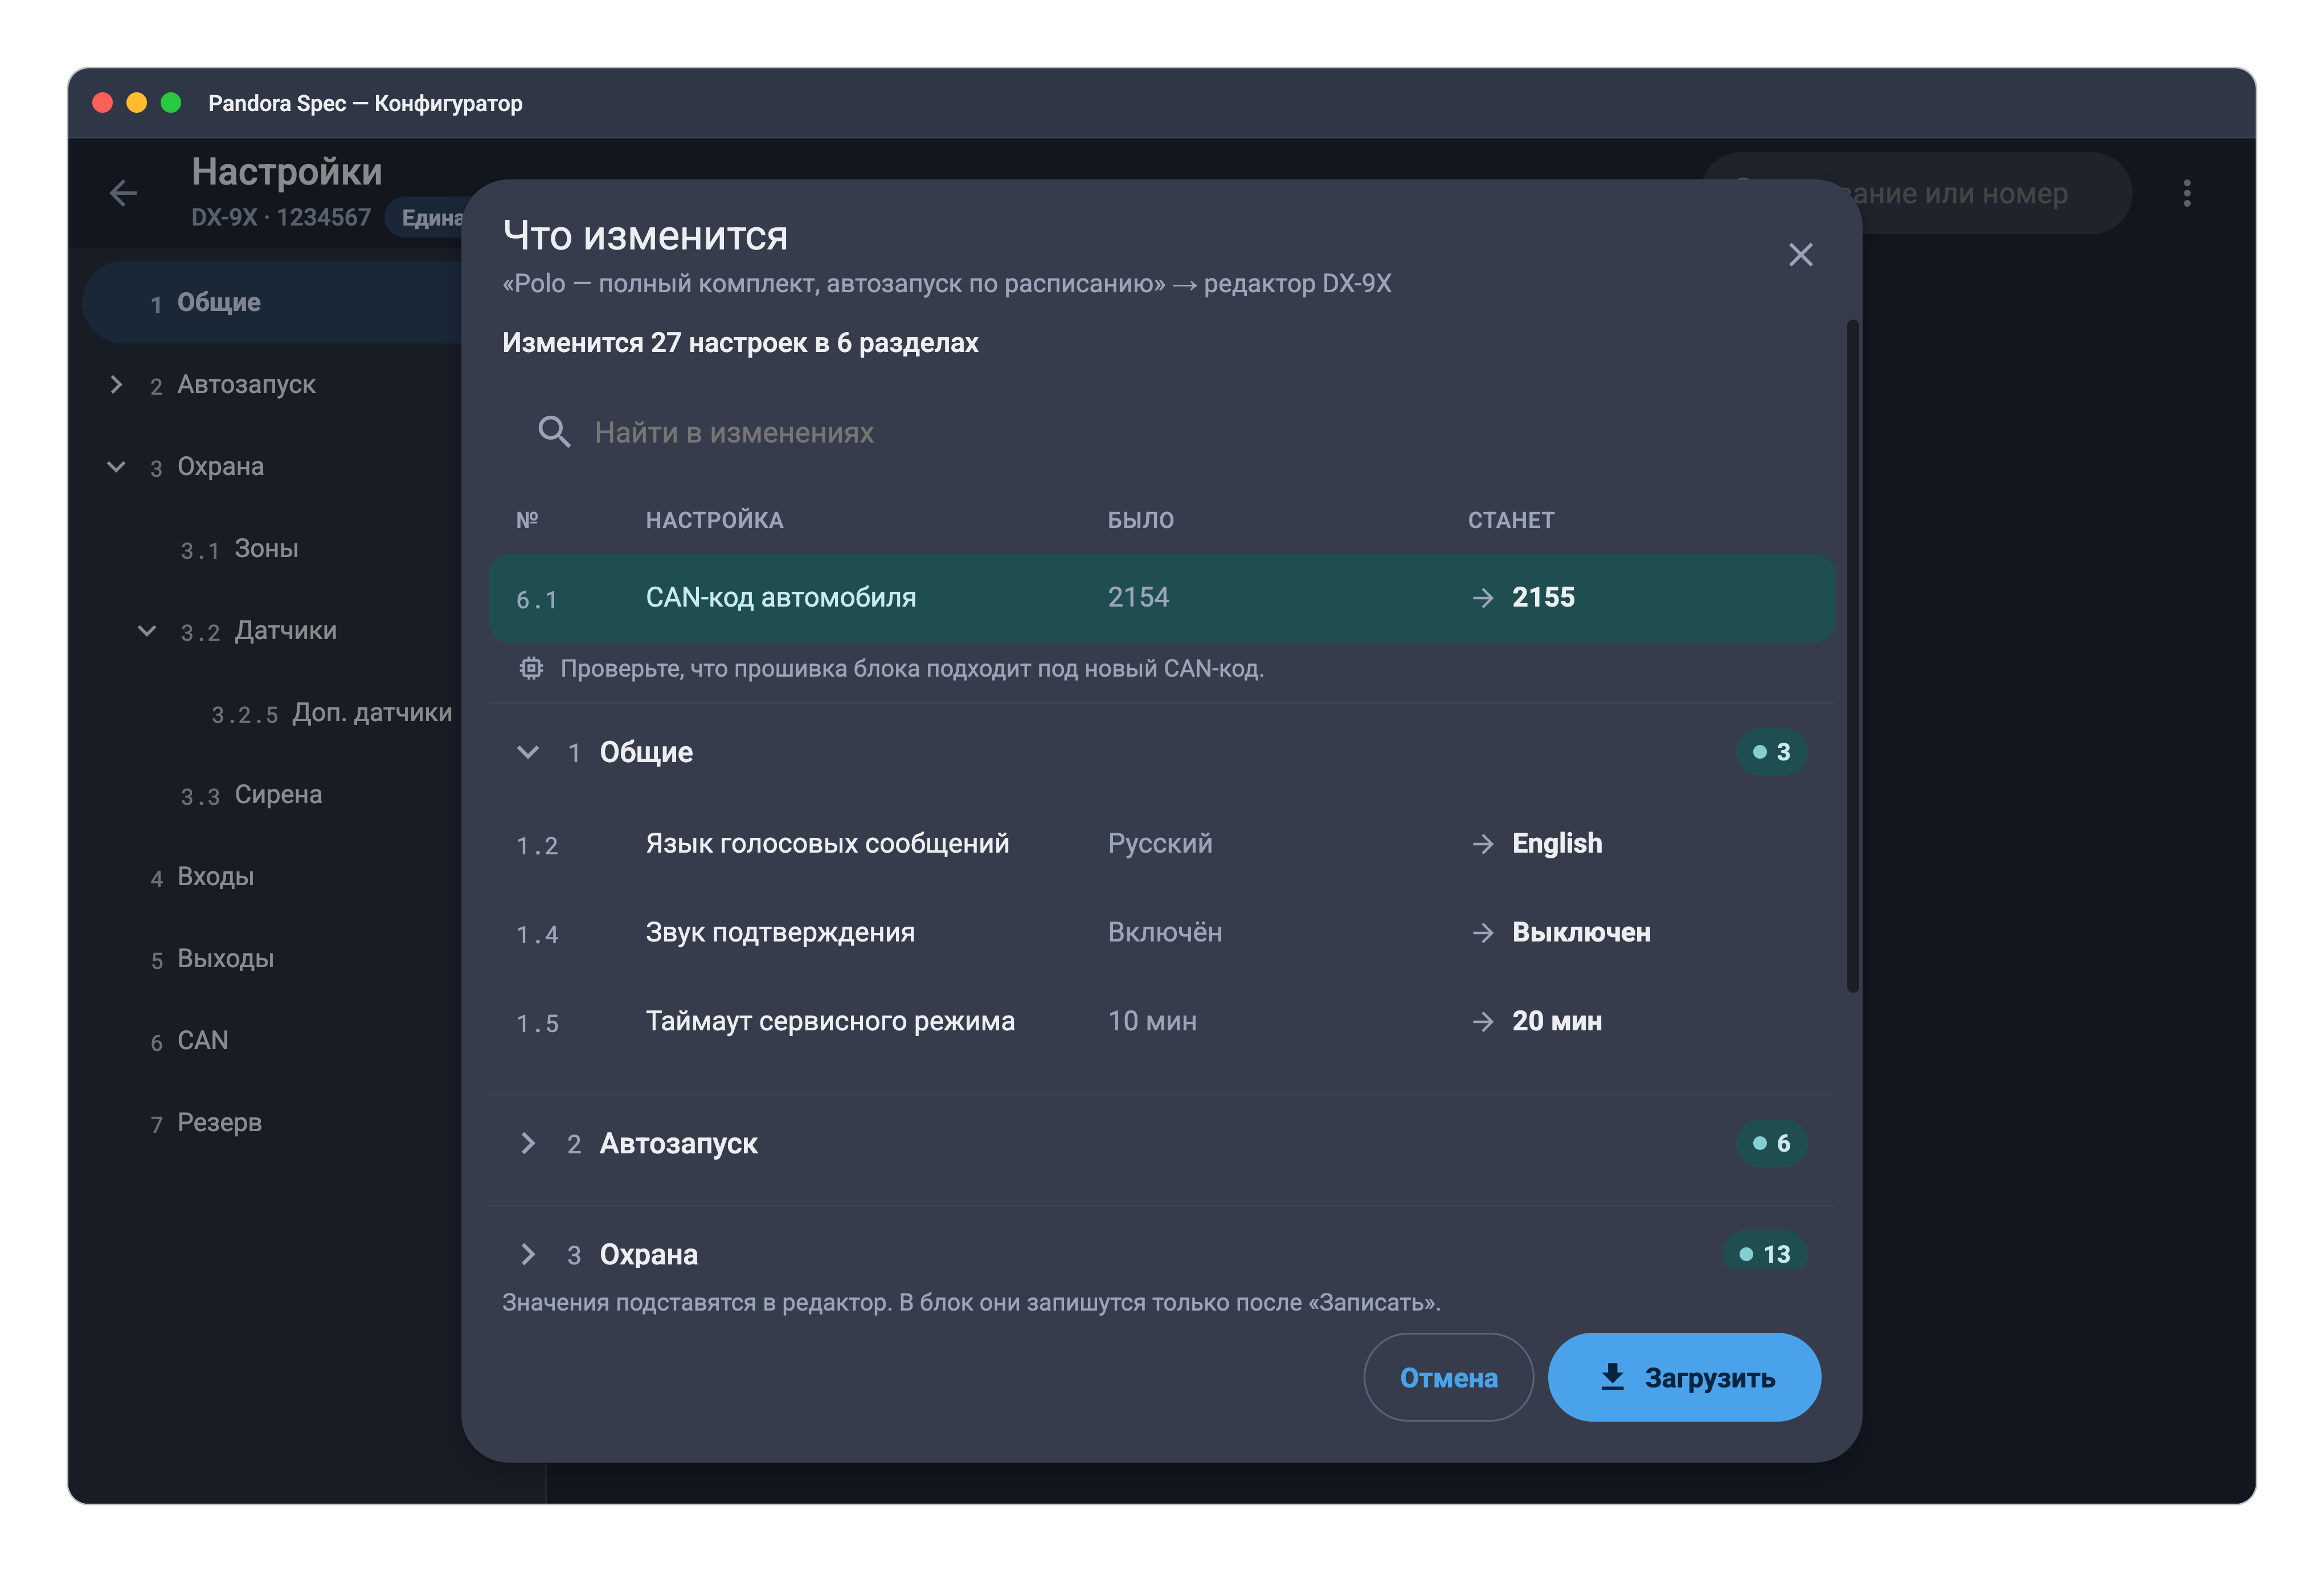 Pandora Spec — Конфигуратор
Настройки
DX-9X · 1234567
1 Общие
2 Автозапуск
3 Охрана
3.1 Зоны
3.2 Датчики
3.2.5 Доп. датчики
3.3 Сирена
4 Входы
5 Выходы
6 CAN
7 Резерв
или номер
Что изменится
«Polo — полный комплект, автозапуск по расписанию» → редактор DX-9X
Изменится 27 настроек в 6 разделах
Найти в изменениях
№ НАСТРОЙКА БЫЛО СТАНЕТ
6.1 CAN-код автомобиля 2154 → 2155
Проверьте, что прошивка блока подходит под новый CAN-код.
1 Общие 3
1.2 Язык голосовых сообщений Русский → English
1.4 Звук подтверждения Включён → Выключен
1.5 Таймаут сервисного режима 10 мин → 20 мин
2 Автозапуск 6
3 Охрана 13
Значения подставятся в редактор. В блок они запишутся только после «Записать».
Отмена
Загрузить